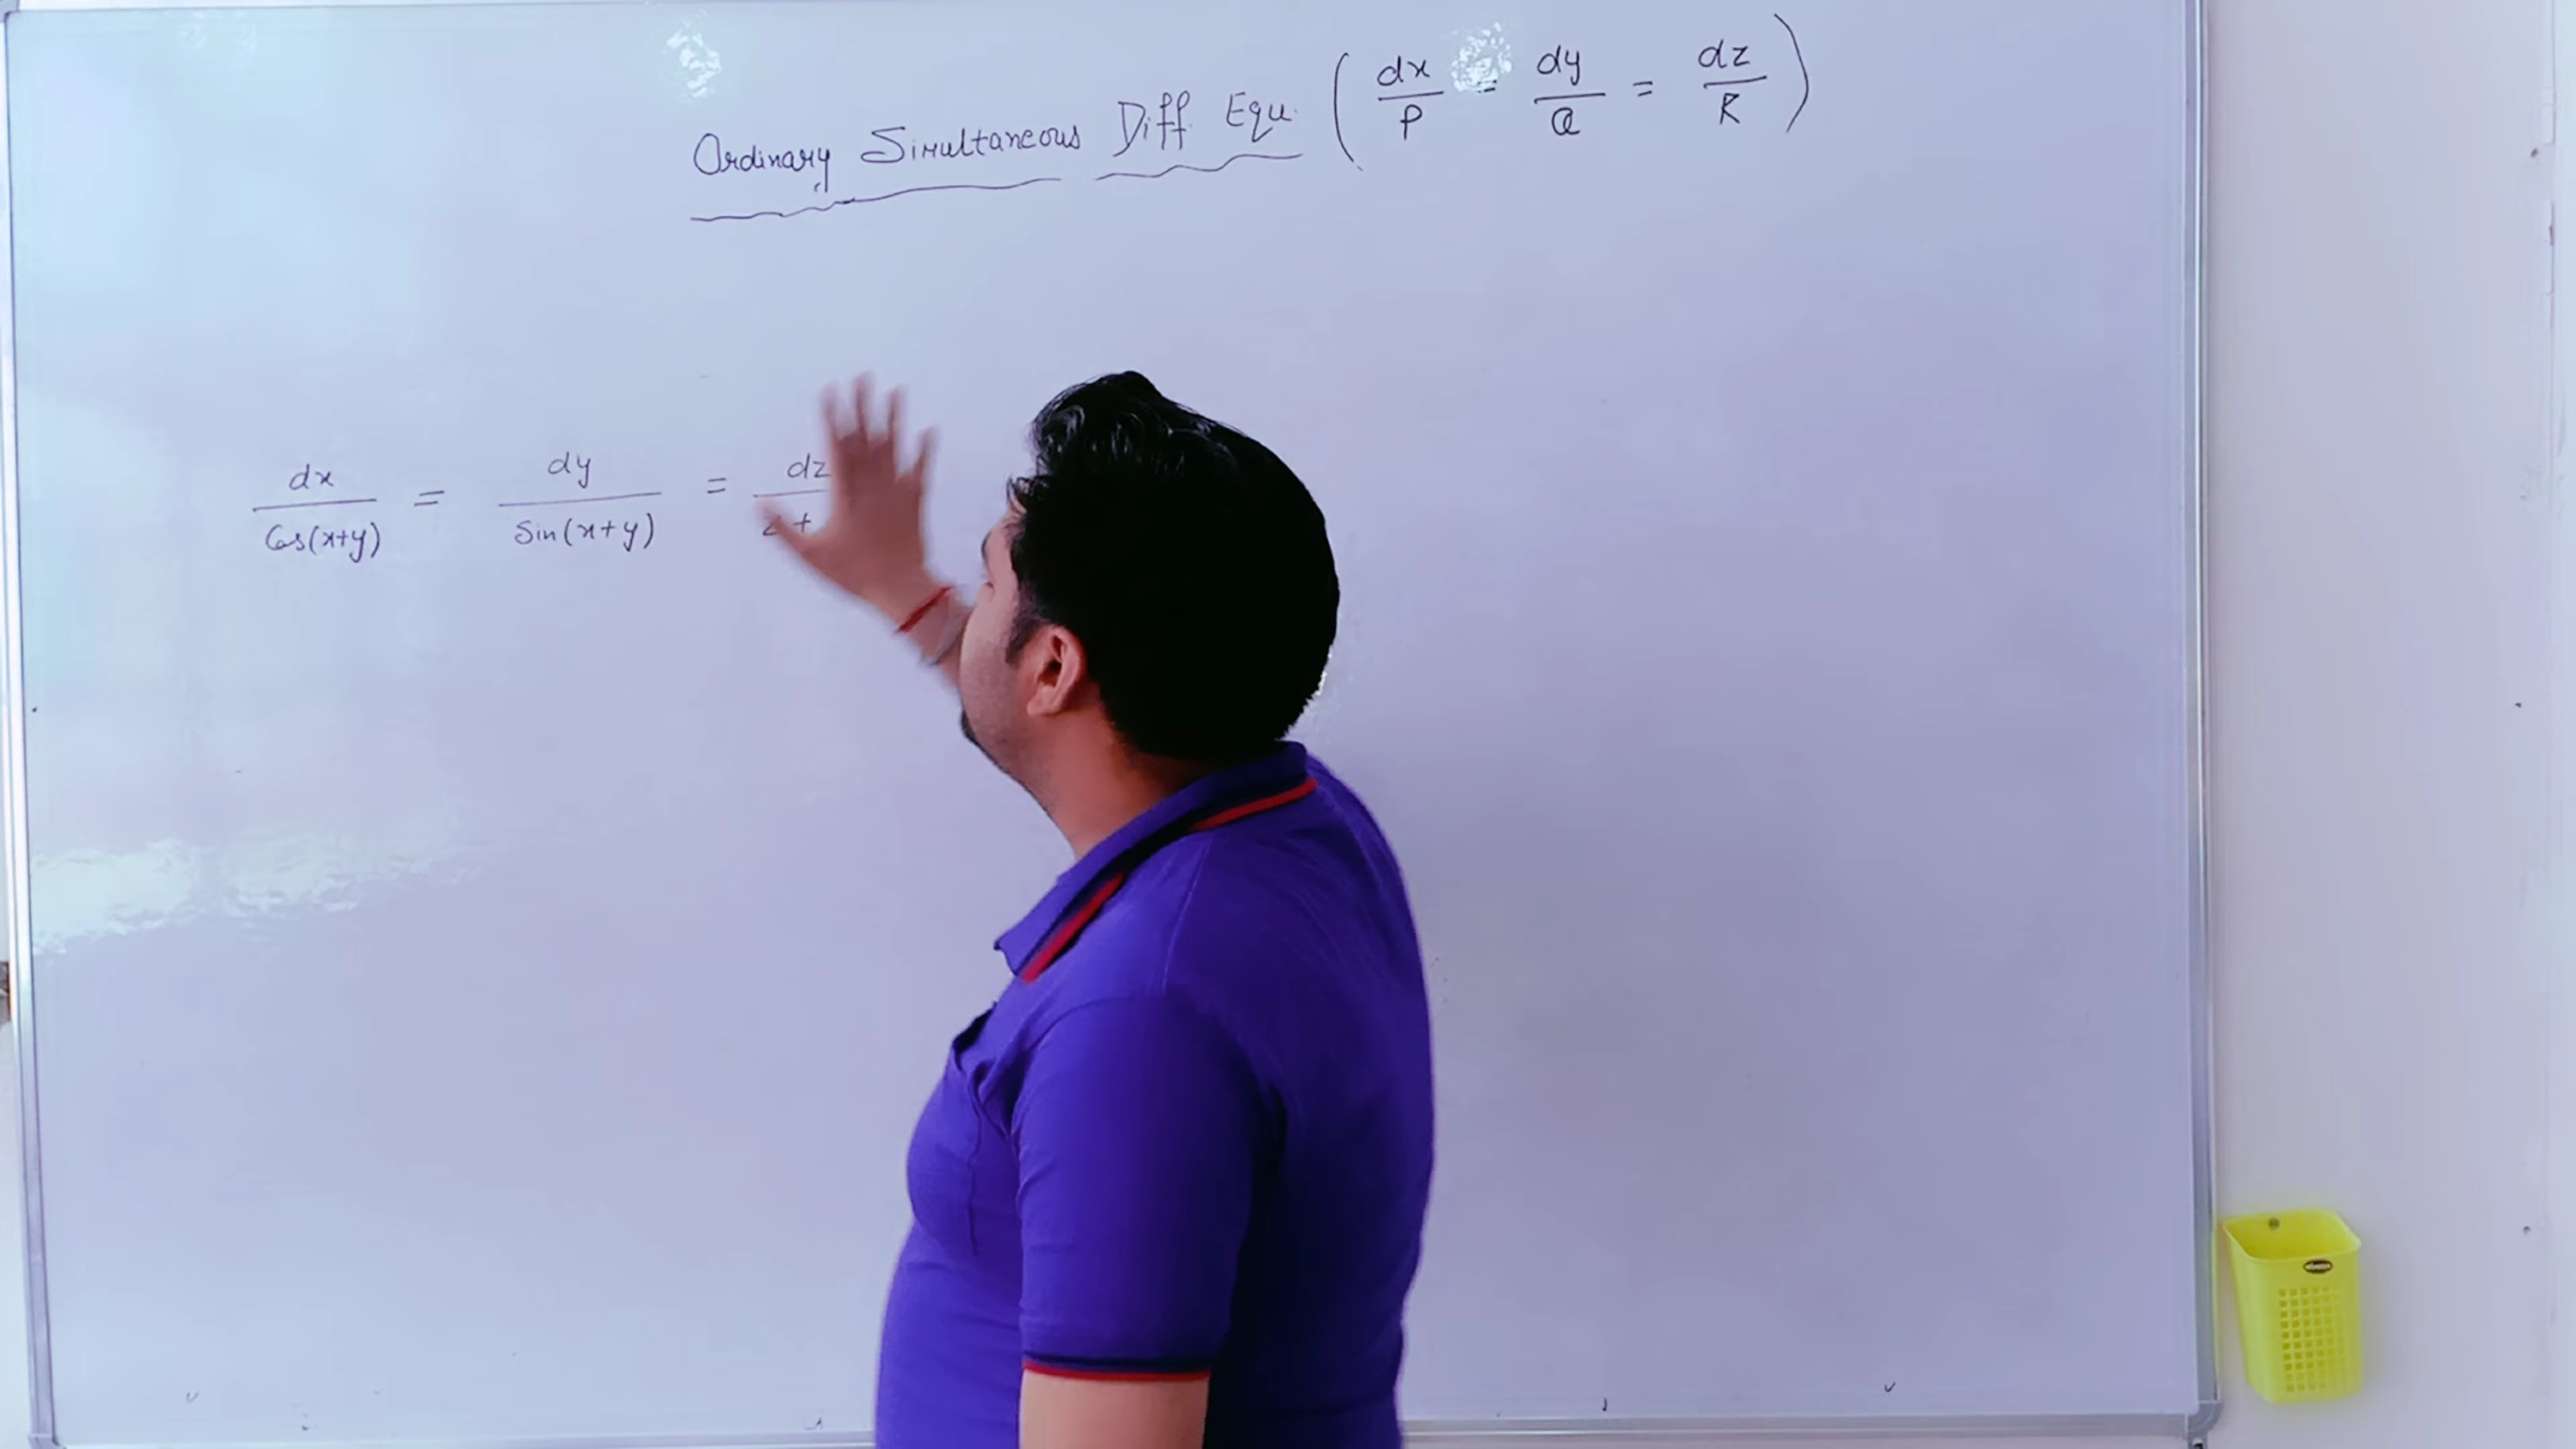 Ordinary Simultaneous Diff. Equ. ( dx/P = dy/Q = dz/R )
dx/Cos(x+y) = dy/Sin(x+y) = dz/z+